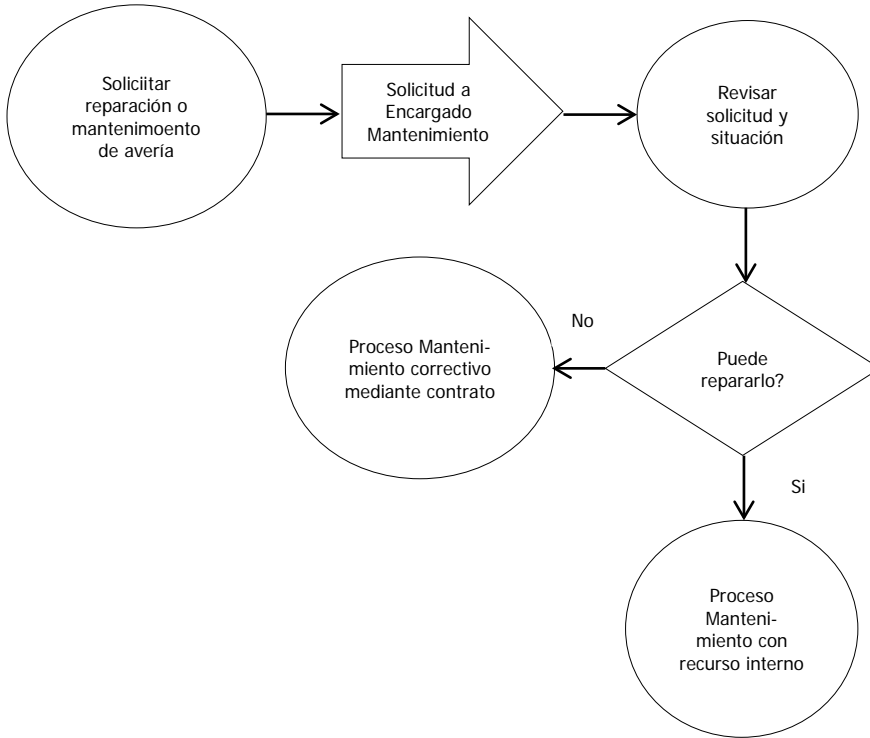 Soliciitar
reparación o
mantenimoento
de avería
Solicitud a
Encargado
Mantenimiento
Revisar
solicitud y
situación
No
Proceso Manteni-
miento correctivo
mediante contrato
Puede
repararlo?
Si
Proceso
Manteni-
miento con
recurso interno